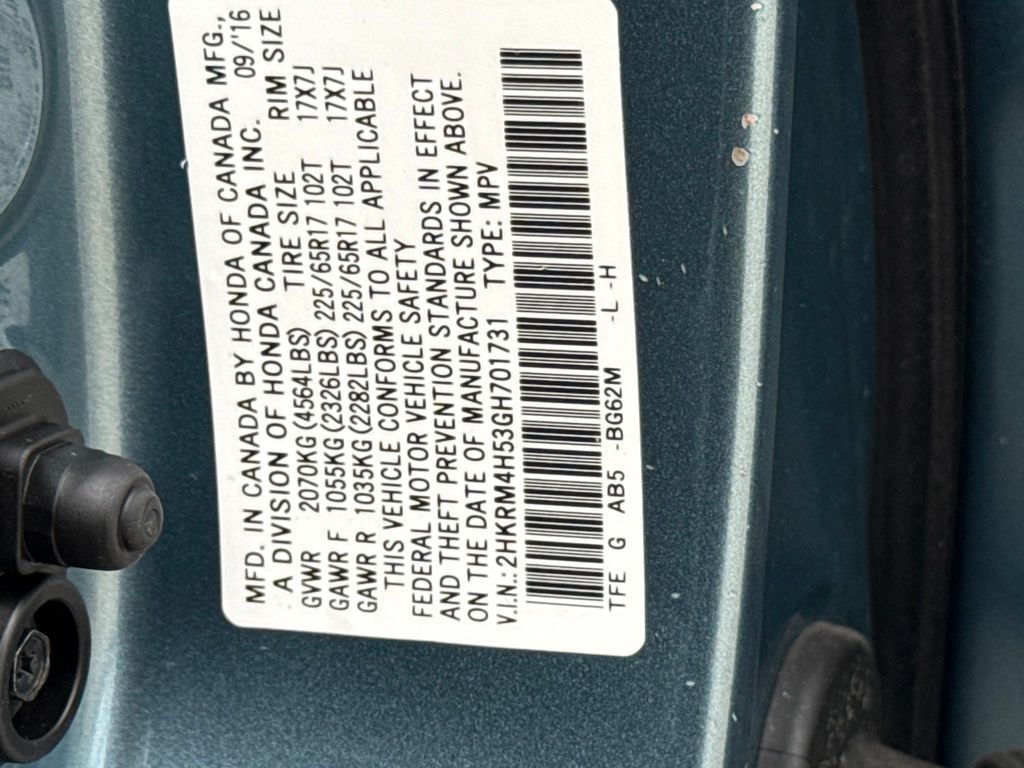 MFD. IN CANADA BY HONDA OF CANADA MFG.,
A DIVISION OF HONDA CANADA INC. 09/'16
GVWR 2070KG (4564LBS) TIRE SIZE RIM SIZE
GAWR F 1055KG (2326LBS) 225/65R17 102T 17X7J
GAWR R 1035KG (2282LBS) 225/65R17 102T 17X7J
THIS VEHICLE CONFORMS TO ALL APPLICABLE
FEDERAL MOTOR VEHICLE SAFETY
AND THEFT PREVENTION STANDARDS IN EFFECT
ON THE DATE OF MANUFACTURE SHOWN ABOVE.
V.I.N.: 2HKRM4H53GH701731 TYPE: MPV
TFE G AB5 -BG62M -L -H